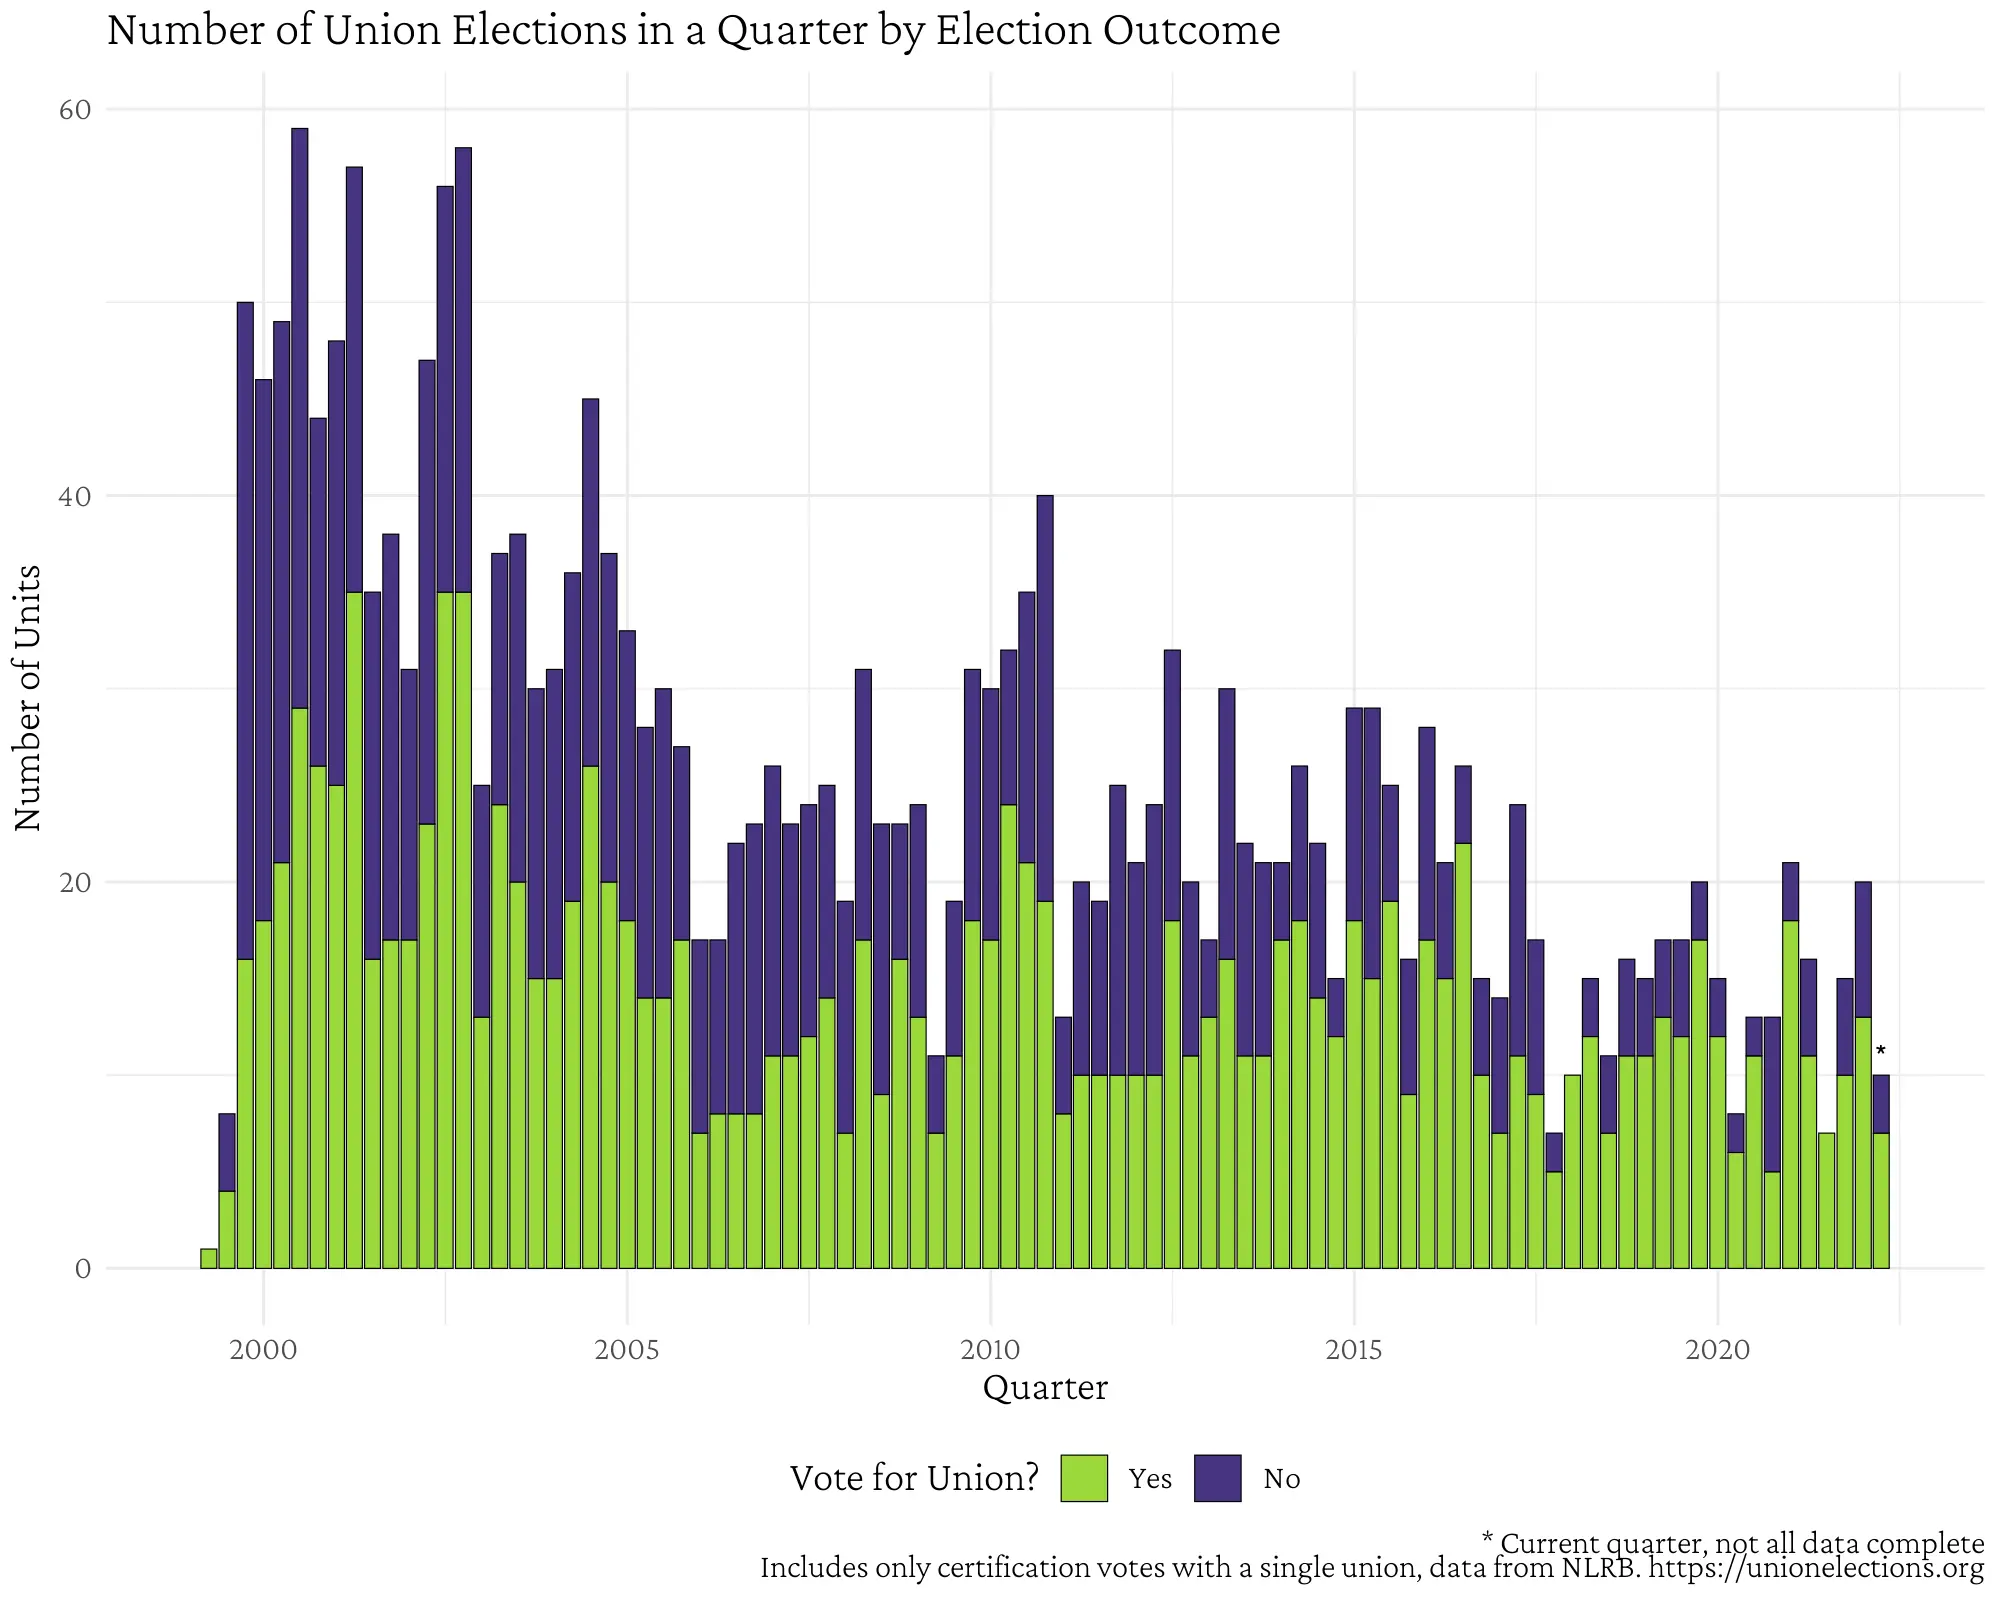 Number of Union Elections in a Quarter by Election Outcome
60
40
20
0
Number of Units
*
2000 2005 2010 2015 2020
Quarter
Vote for Union? Yes No
* Current quarter, not all data complete
Includes only certification votes with a single union, data from NLRB. https://unionelections.org